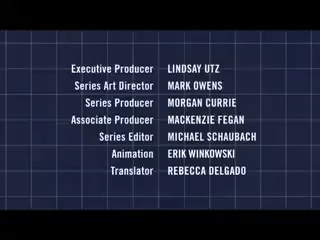 Executive Producer LINDSAY UTZ
Series Art Director MARK OWENS
Series Producer MORGAN CURRIE
Associate Producer MACKENZIE FEGAN
Series Editor MICHAEL SCHAUBACH
Animation ERIK WINKOWSKI
Translator REBECCA DELGADO